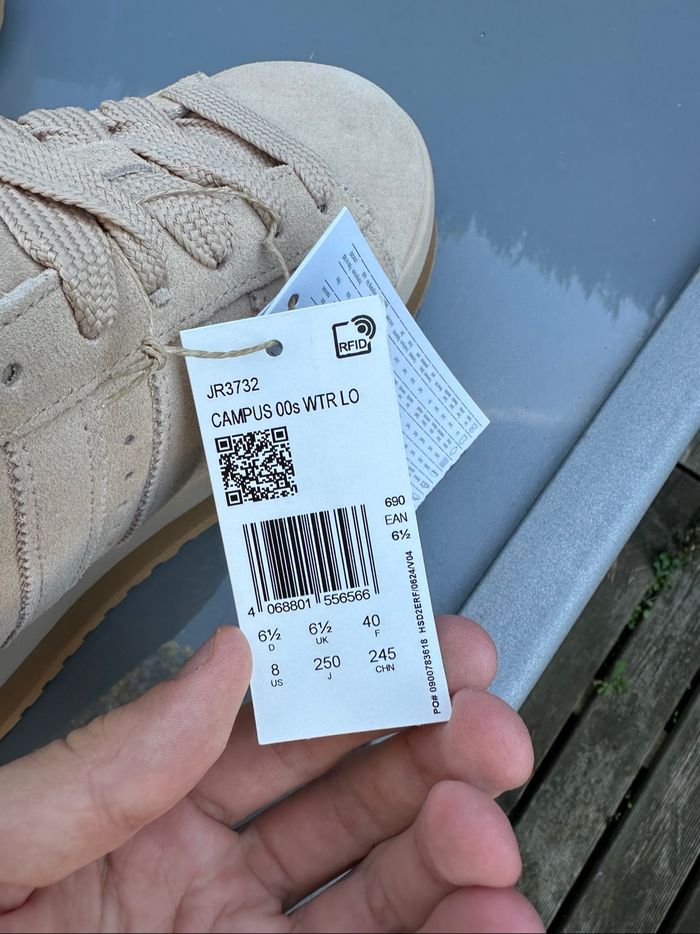 RFID
JR3732
CAMPUS 00s WTR LO
690
EAN
6½
4 068801 556566
6½ 6½ 40
D UK F
8 250 245
US J CHN
PO# 0900783618 HSD2ERF/0624/V04